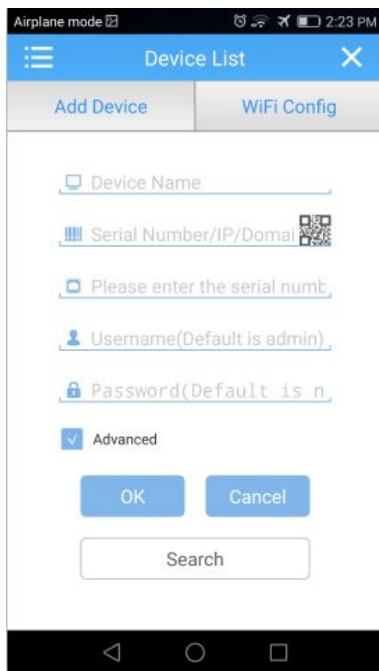 Airplane mode 2:23 PM
Device List
Add Device WiFi Config
Device Name
Serial Number/IP/Domai
Please enter the serial numb
Username(Default is admin)
Password(Default is n
Advanced
OK Cancel
Search